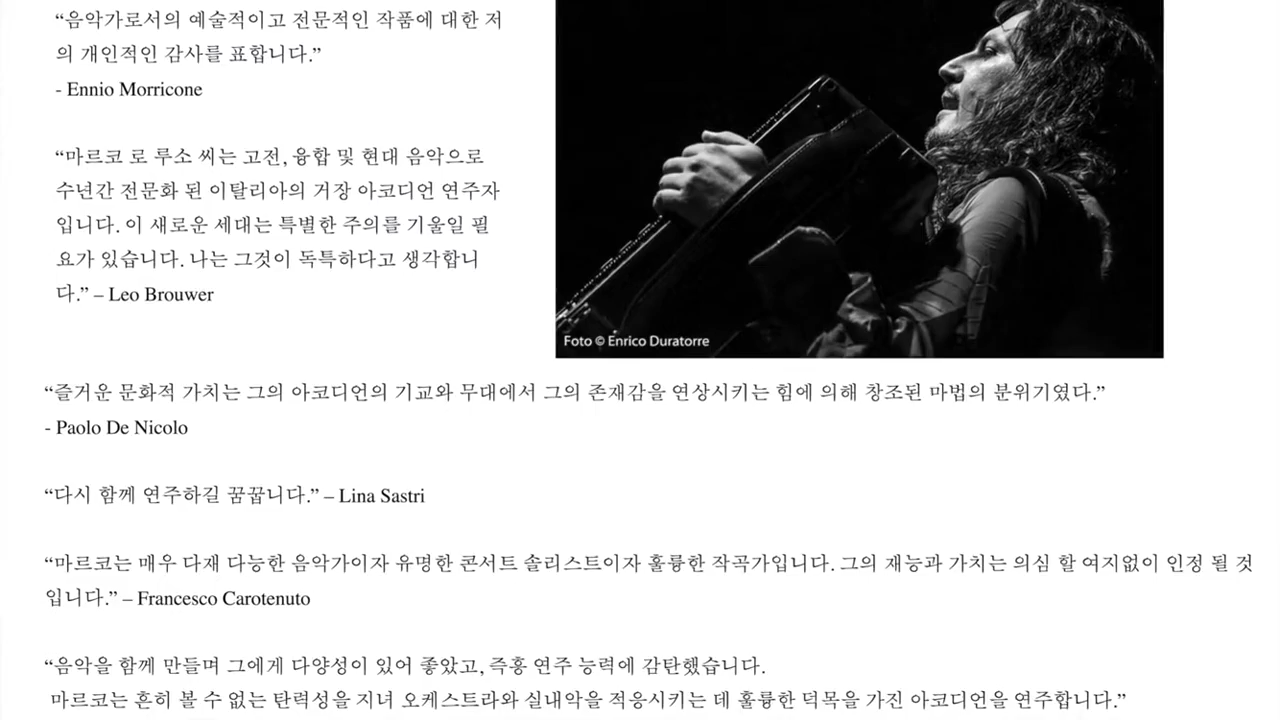 “음악가로서의 예술적이고 전문적인 작품에 대한 저
의 개인적인 감사를 표합니다.”
- Ennio Morricone
“마르코 로 루소 씨는 고전, 융합 및 현대 음악으로
수년간 전문화 된 이탈리아의 거장 아코디언 연주자
입니다. 이 새로운 세대는 특별한 주의를 기울일 필
요가 있습니다. 나는 그것이 독특하다고 생각합니
다.” – Leo Brouwer
Foto © Enrico Duratorre
“즐거운 문화적 가치는 그의 아코디언의 기교와 무대에서 그의 존재감을 연상시키는 힘에 의해 창조된 마법의 분위기였다.”
- Paolo De Nicolo
“다시 함께 연주하길 꿈꿉니다.” – Lina Sastri
“마르코는 매우 다재 다능한 음악가이자 유명한 콘서트 솔리스트이자 훌륭한 작곡가입니다. 그의 재능과 가치는 의심 할 여지없이 인정 될 것
입니다.” – Francesco Carotenuto
“음악을 함께 만들며 그에게 다양성이 있어 좋았고, 즉흥 연주 능력에 감탄했습니다.
마르코는 흔히 볼 수 없는 탄력성을 지녀 오케스트라와 실내악을 적응시키는 데 훌륭한 덕목을 가진 아코디언을 연주합니다.”